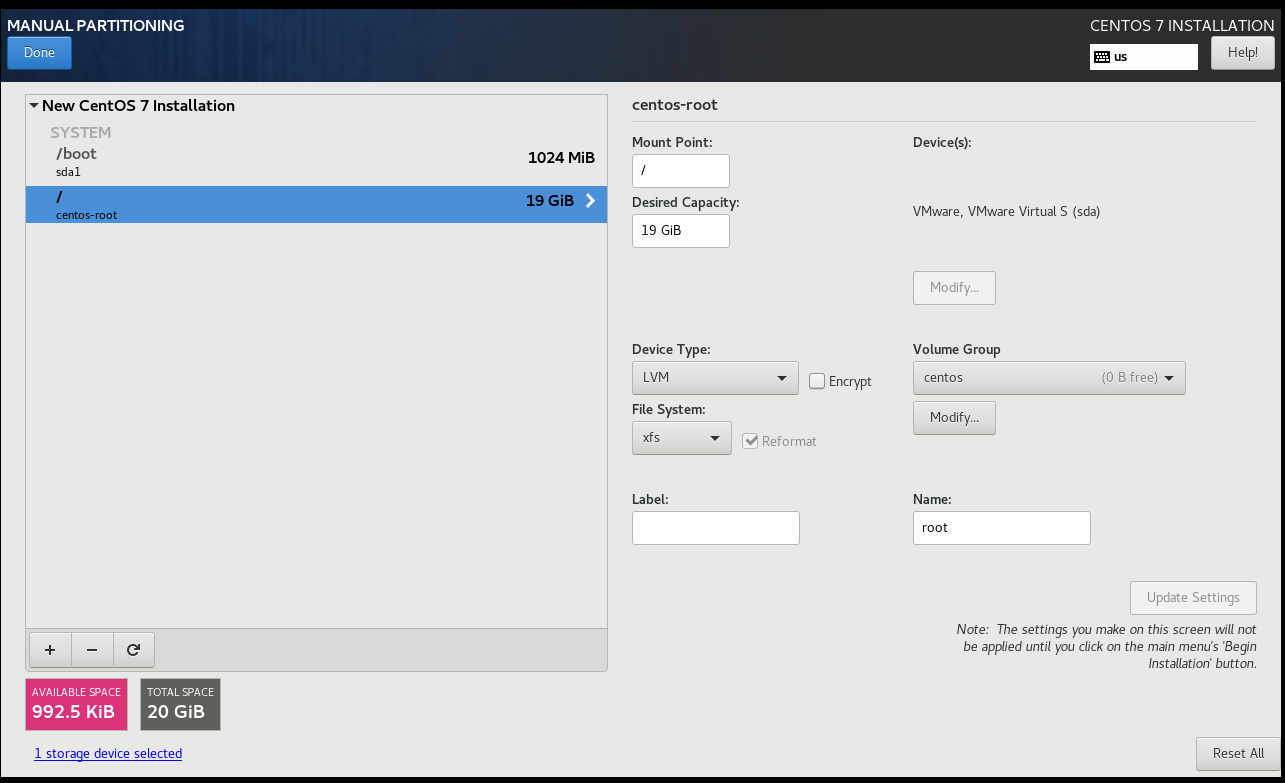 MANUAL PARTITIONING
CENTOS 7 INSTALLATION
Done
us
Help!
New CentOS 7 Installation
SYSTEM
/boot
1024 MiB
sda1
/
19 GiB
centos-root
centos-root
Mount Point:
/
Desired Capacity:
19 GiB
Device(s):
VMware, VMware Virtual S (sda)
Modify...
Device Type:
LVM
Encrypt
File System:
xfs
Reformat
Volume Group
centos (0 B free)
Modify...
Label:
Name:
root
Update Settings
Note: The settings you make on this screen will not
be applied until you click on the main menu's 'Begin
Installation' button.
+ −
AVAILABLE SPACE
992.5 KiB
TOTAL SPACE
20 GiB
1 storage device selected
Reset All